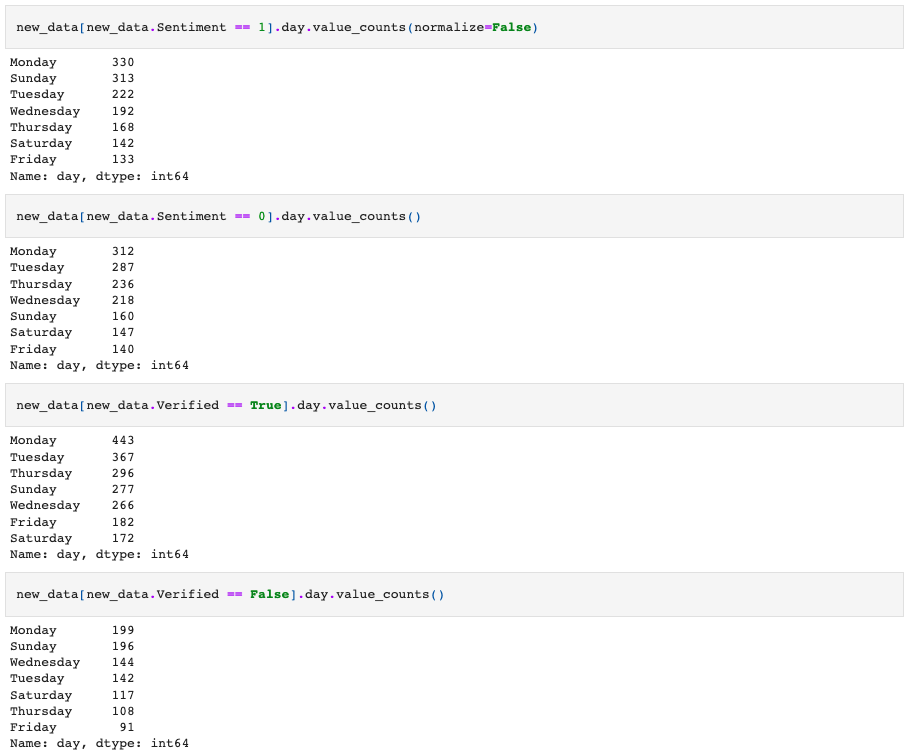 new_data[new_data.Sentiment == 1].day.value_counts(normalize=False)
Monday       330
Sunday       313
Tuesday      222
Wednesday    192
Thursday     168
Saturday     142
Friday       133
Name: day, dtype: int64
new_data[new_data.Sentiment == 0].day.value_counts()
Monday       312
Tuesday      287
Thursday     236
Wednesday    218
Sunday       160
Saturday     147
Friday       140
Name: day, dtype: int64
new_data[new_data.Verified == True].day.value_counts()
Monday       443
Tuesday      367
Thursday     296
Sunday       277
Wednesday    266
Friday       182
Saturday     172
Name: day, dtype: int64
new_data[new_data.Verified == False].day.value_counts()
Monday       199
Sunday       196
Wednesday    144
Tuesday      142
Saturday     117
Thursday     108
Friday        91
Name: day, dtype: int64